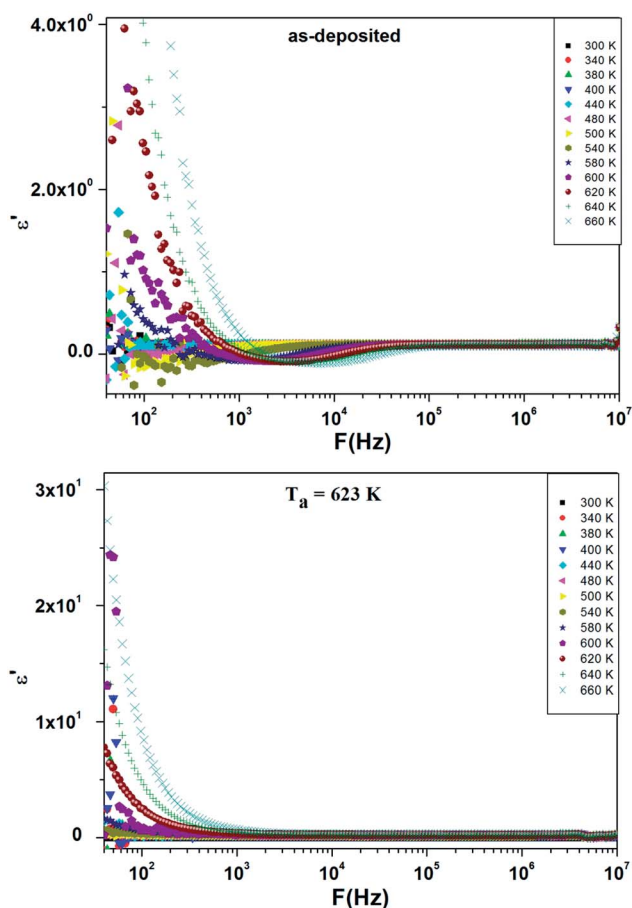 as-deposited
4.0x10⁰
2.0x10⁰
0.0
ε'
10² 10³ 10⁴ 10⁵ 10⁶ 10⁷
F(Hz)
300 K
340 K
380 K
400 K
440 K
480 K
500 K
540 K
580 K
600 K
620 K
640 K
660 K
Tₐ = 623 K
3x10¹
2x10¹
1x10¹
0
ε'
10² 10³ 10⁴ 10⁵ 10⁶ 10⁷
F(Hz)
300 K
340 K
380 K
400 K
440 K
480 K
500 K
540 K
580 K
600 K
620 K
640 K
660 K